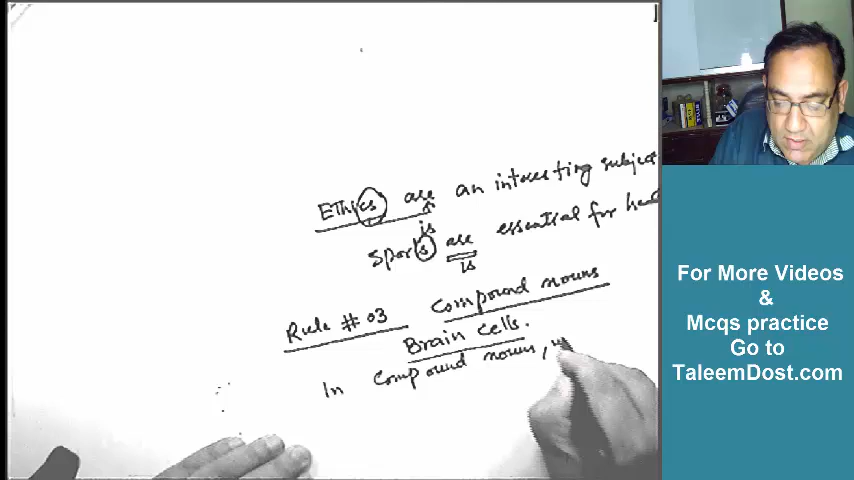 Ethics are an interesting subject
is
Sports are essential for
is
Rule # 03 Compound nouns
Brain cells.
In compound nouns,
For More Videos
&
Mcqs practice
Go to
TaleemDost.com